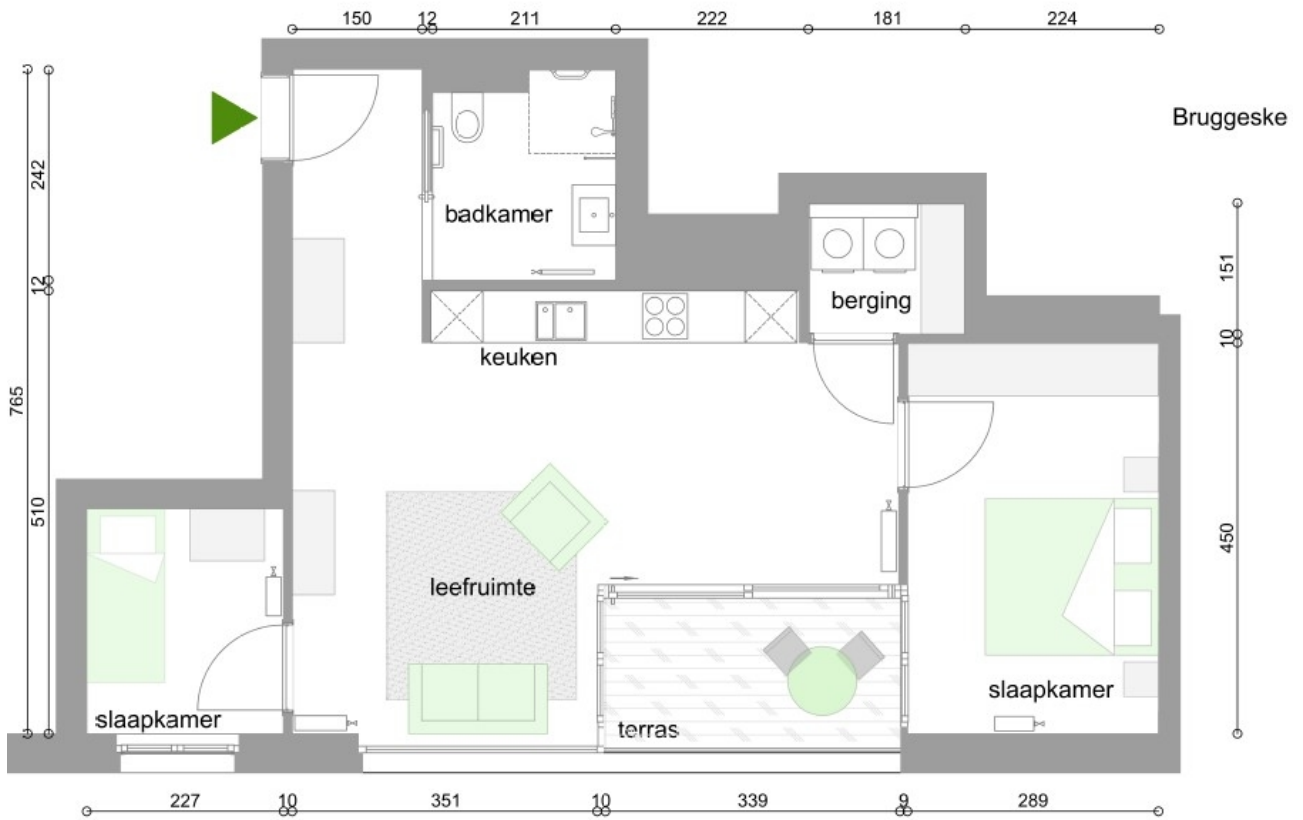 150
12
211
222
181
224
Bruggeske
242
12
765
510
badkamer
keuken
berging
151
10
450
leefruimte
slaapkamer
terras
slaapkamer
227
10
351
10
339
9
289